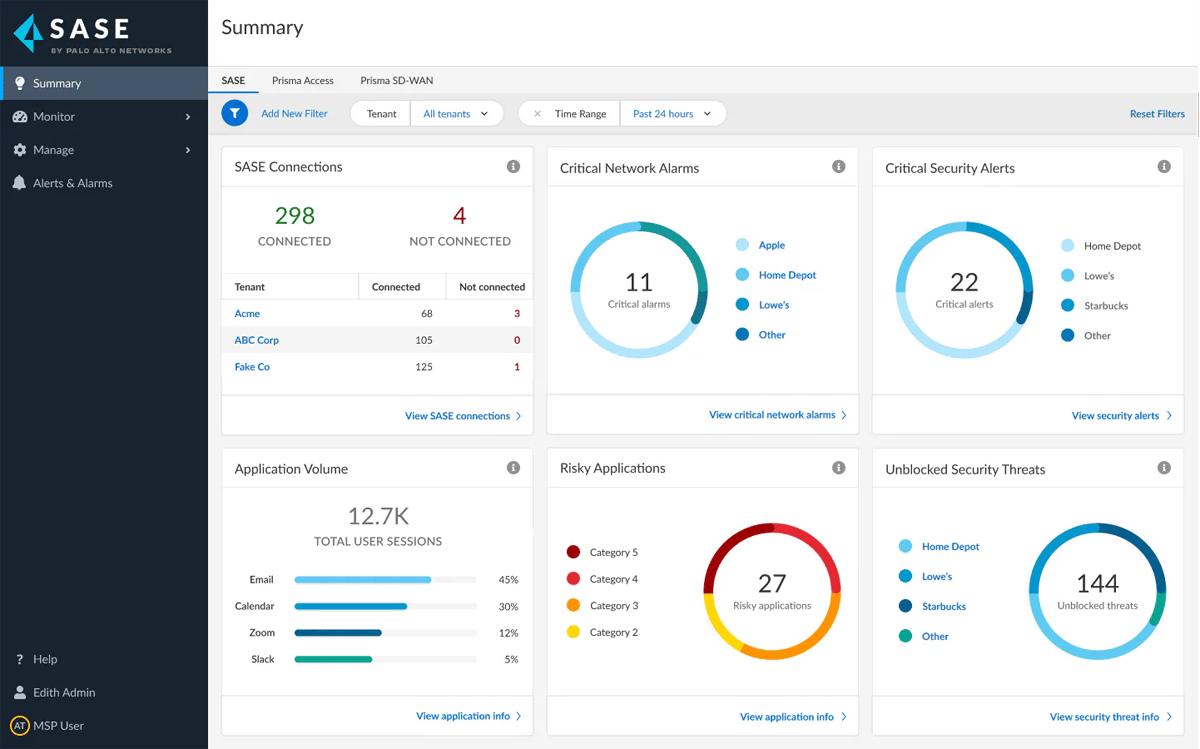 SASE
BY PALO ALTO NETWORKS
Summary
Monitor
Manage
Alerts & Alarms
? Help
Edith Admin
AT MSP User
Summary
SASE Prisma Access Prisma SD-WAN
Add New Filter Tenant All tenants Time Range Past 24 hours Reset Filters
SASE Connections
298 4
CONNECTED NOT CONNECTED
Tenant Connected Not connected
Acme 68 3
ABC Corp 105 0
Fake Co 125 1
View SASE connections
Critical Network Alarms
11
Critical alarms
Apple
Home Depot
Lowe's
Other
View critical network alarms
Critical Security Alerts
22
Critical alerts
Home Depot
Lowe's
Starbucks
Other
View security alerts
Application Volume
12.7K
TOTAL USER SESSIONS
Email 45%
Calendar 30%
Zoom 12%
Slack 5%
View application info
Risky Applications
Category 5
Category 4
Category 3
Category 2
27
Risky applications
View application info
Unblocked Security Threats
Home Depot
Lowe's
Starbucks
Other
144
Unblocked threats
View security threat info